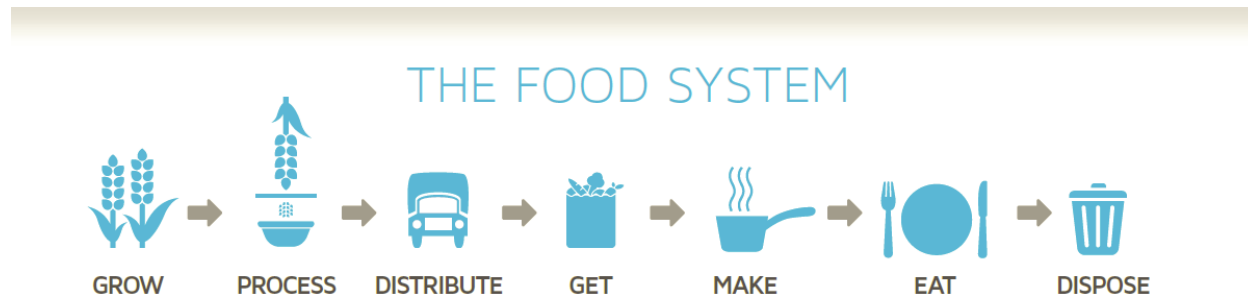 THE FOOD SYSTEM
GROW PROCESS DISTRIBUTE GET MAKE EAT DISPOSE